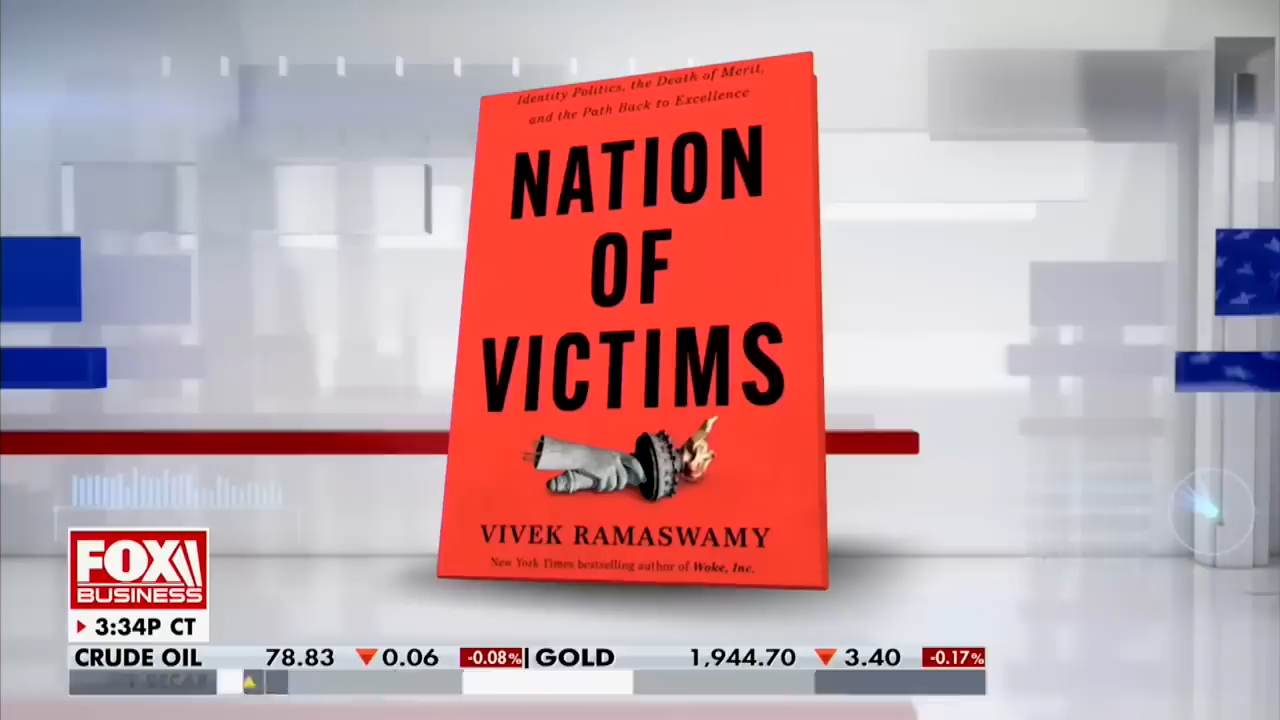 Identity Politics, the Death of Merit,
and the Path Back to Excellence
NATION
OF
VICTIMS
VIVEK RAMASWAMY
New York Times bestselling author of Woke, Inc.
FOX
BUSINESS
3:34P CT
CRUDE OIL 78.83 0.06 -0.08% GOLD 1,944.70 3.40 -0.17%